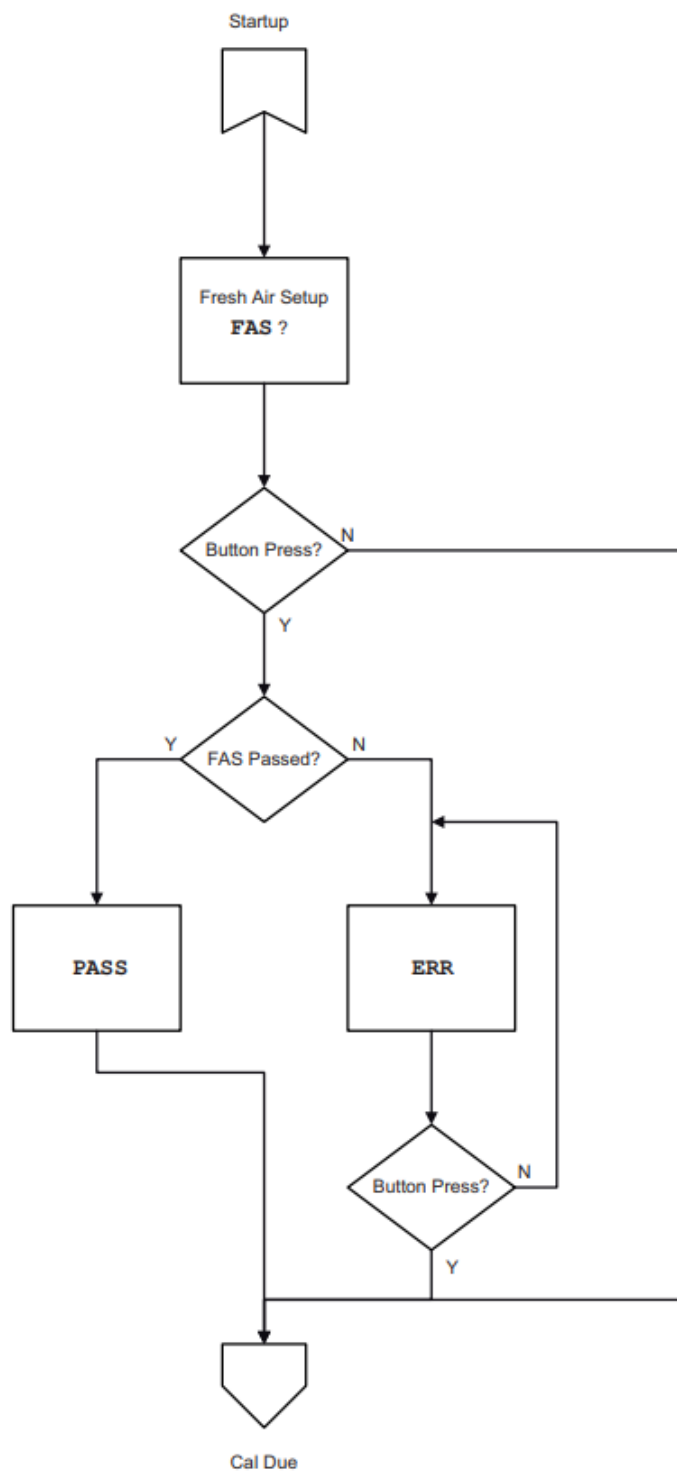 Startup
Fresh Air Setup
FAS ?
Button Press?
N
Y
FAS Passed?
Y
N
PASS
ERR
Button Press?
N
Y
Cal Due